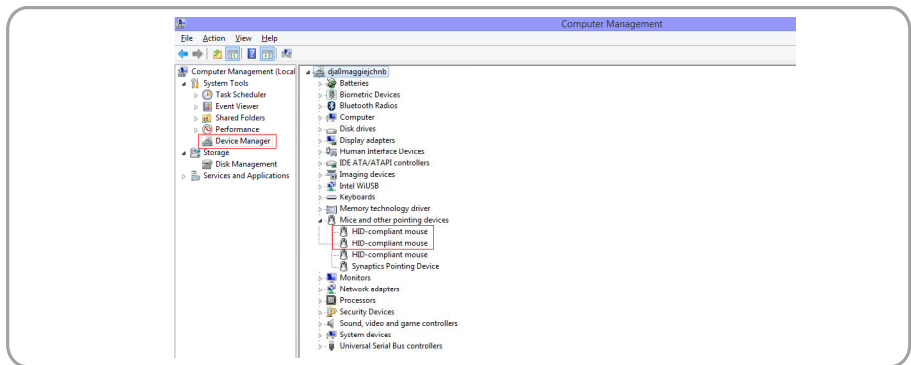 Computer Management
File Action View Help
Computer Management (Local
System Tools
Task Scheduler
Event Viewer
Shared Folders
Performance
Device Manager
Storage
Disk Management
Services and Applications
dja0maggiejchnb
Batteries
Biometric Devices
Bluetooth Radios
Computer
Disk drives
Display adapters
Human Interface Devices
IDE ATA/ATAPI controllers
Imaging devices
Intel WiUSB
Keyboards
Memory technology driver
Mice and other pointing devices
HID-compliant mouse
HID-compliant mouse
HID-compliant mouse
Synaptics Pointing Device
Monitors
Network adapters
Processors
Security Devices
Sound, video and game controllers
System devices
Universal Serial Bus controllers